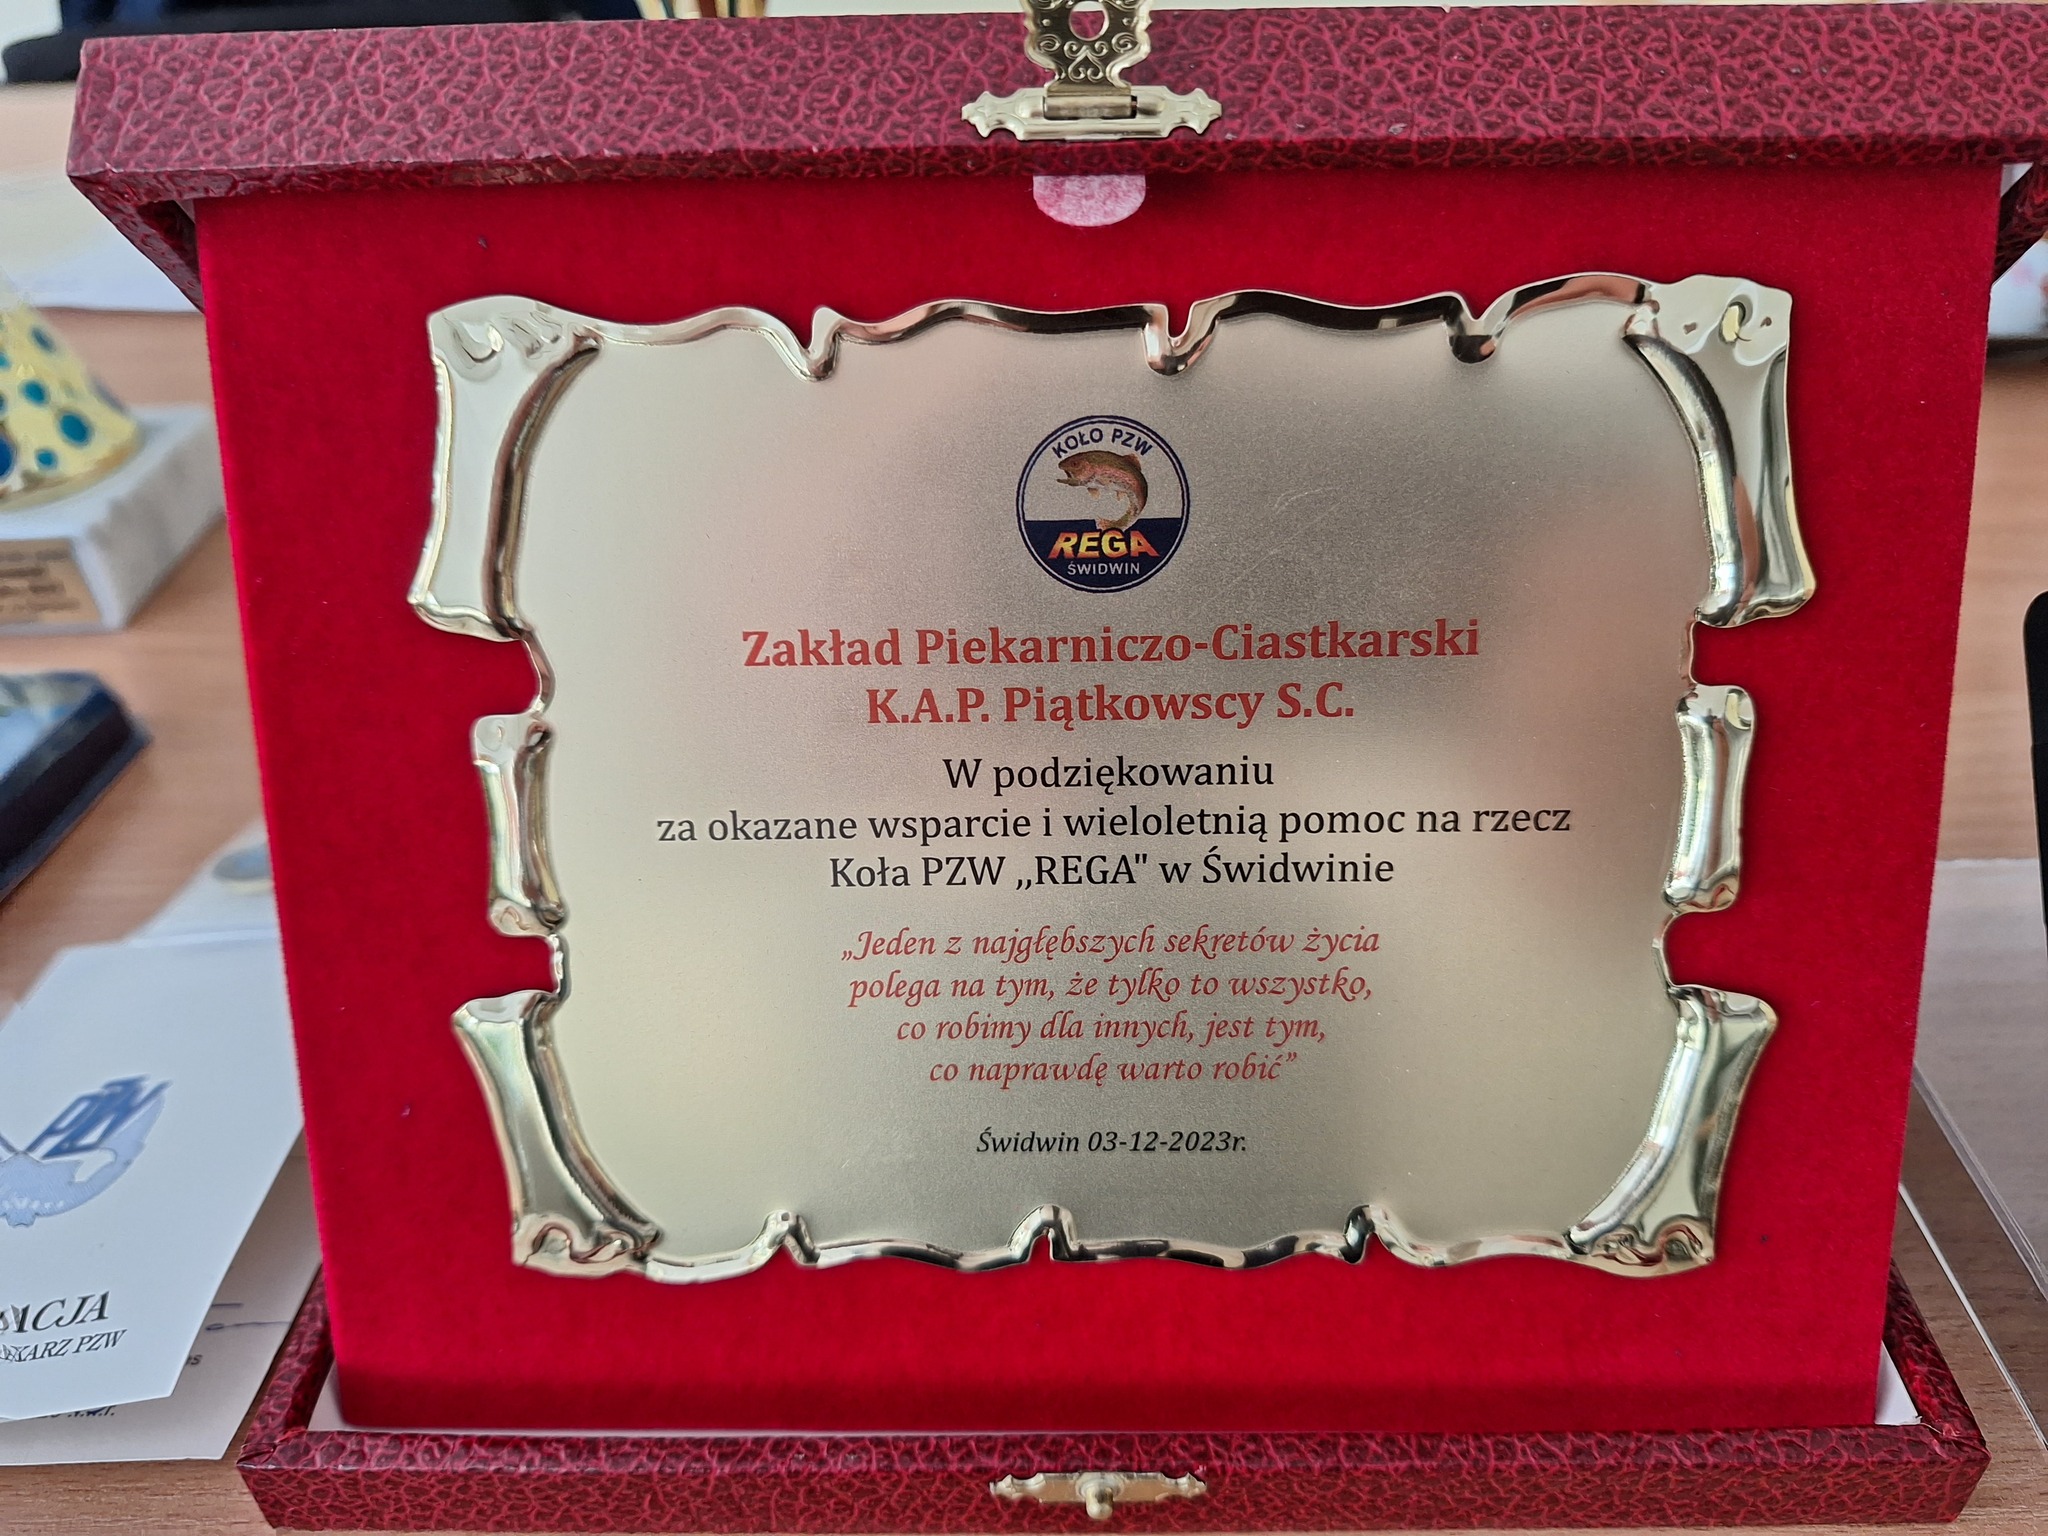 KOŁO PZW
REGA
ŚWIDWIN
Zakład Piekarniczo-Ciastkarski
K.A.P. Piątkowscy S.C.
W podziękowaniu
za okazane wsparcie i wieloletnią pomoc na rzecz
Koła PZW ,,REGA" w Świdwinie
„Jeden z najgłębszych sekretów życia
polega na tym, że tylko to wszystko,
co robimy dla innych, jest tym,
co naprawdę warto robić”
Świdwin 03-12-2023r.
PZW
PZW